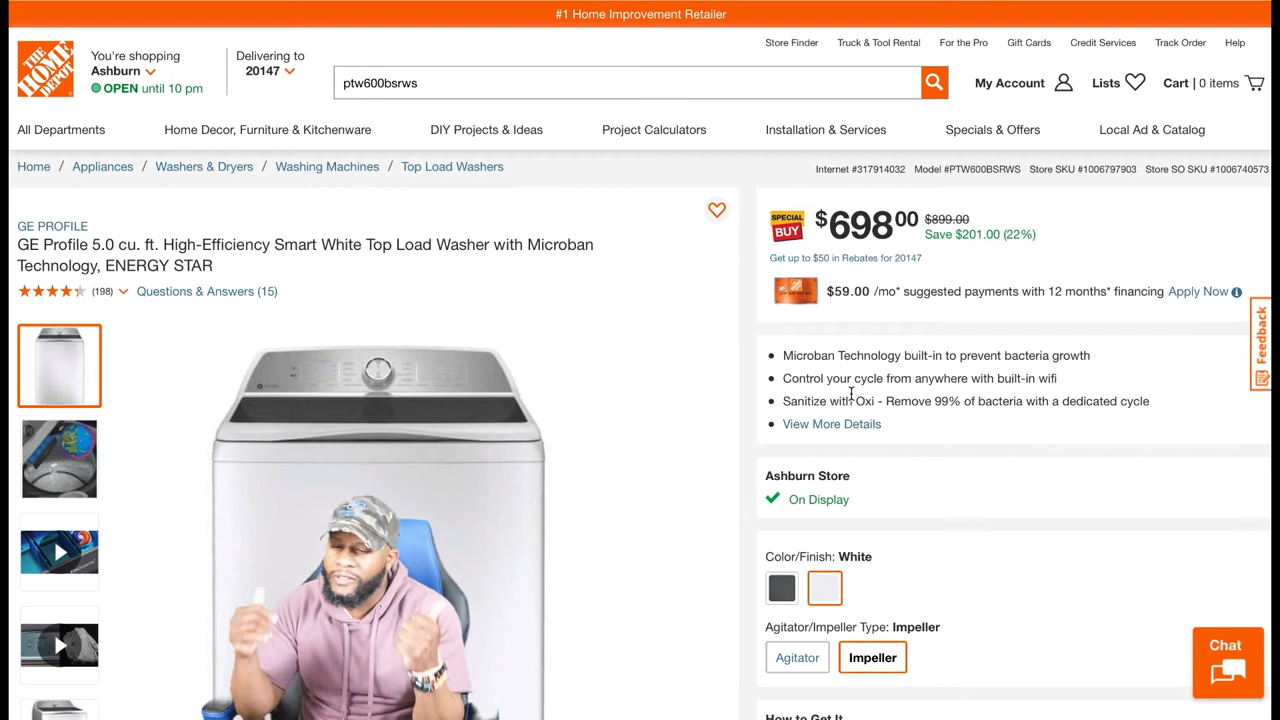 #1 Home Improvement Retailer
THE HOME DEPOT
You're shopping
Ashburn
OPEN until 10 pm
Delivering to
20147
ptw600bsrws
Store Finder
Truck & Tool Rental
For the Pro
Gift Cards
Credit Services
Track Order
Help
My Account
Lists
Cart | 0 items
All Departments
Home Decor, Furniture & Kitchenware
DIY Projects & Ideas
Project Calculators
Installation & Services
Specials & Offers
Local Ad & Catalog
Home / Appliances / Washers & Dryers / Washing Machines / Top Load Washers
Internet #317914032 Model #PTW600BSRWS Store SKU #1006797903 Store SO SKU #1006740573
GE PROFILE
GE Profile 5.0 cu. ft. High-Efficiency Smart White Top Load Washer with Microban
Technology, ENERGY STAR
(198)
Questions & Answers (15)
SPECIAL
BUY
$69800
$899.00
Save $201.00 (22%)
Get up to $50 in Rebates for 20147
$59.00 /mo* suggested payments with 12 months* financing Apply Now
Feedback
• Microban Technology built-in to prevent bacteria growth
• Control your cycle from anywhere with built-in wifi
• Sanitize with Oxi - Remove 99% of bacteria with a dedicated cycle
• View More Details
Ashburn Store
On Display
Color/Finish: White
Agitator/Impeller Type: Impeller
Agitator
Impeller
Chat
How to Get It